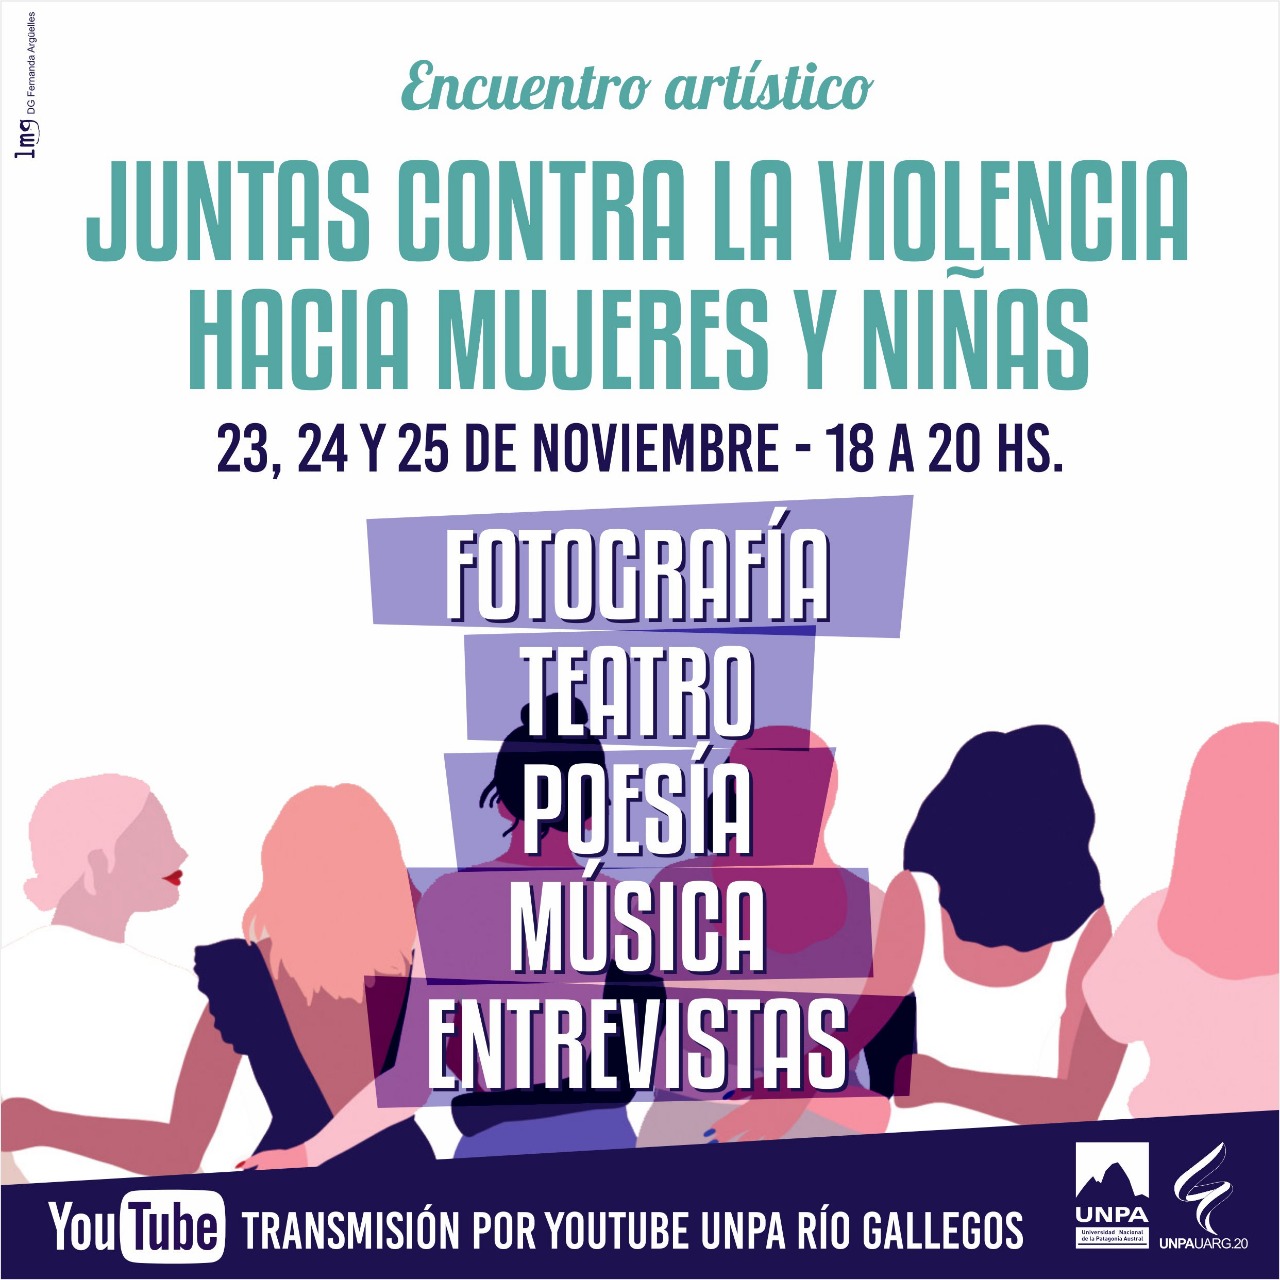 lmg DG Fernanda Argüelles
Encuentro artístico
JUNTAS CONTRA LA VIOLENCIA
HACIA MUJERES Y NIÑAS
23, 24 Y 25 DE NOVIEMBRE - 18 A 20 HS.
FOTOGRAFÍA
TEATRO
POESÍA
MÚSICA
ENTREVISTAS
YouTube TRANSMISIÓN POR YOUTUBE UNPA RÍO GALLEGOS
UNPA
Universidad Nacional
de la Patagonia Austral
UNPAUARG.20